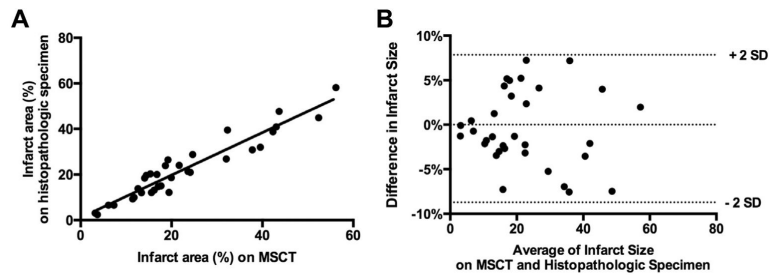 A
B
Infarct area (%)
on histopathologic specimen
80
60
40
20
0
0
20
40
60
Infarct area (%) on MSCT
Difference in Infarct Size
10%
5%
0%
-5%
-10%
+ 2 SD
- 2 SD
0
20
40
60
80
Average of Infarct Size
on MSCT and Histopathologic Specimen